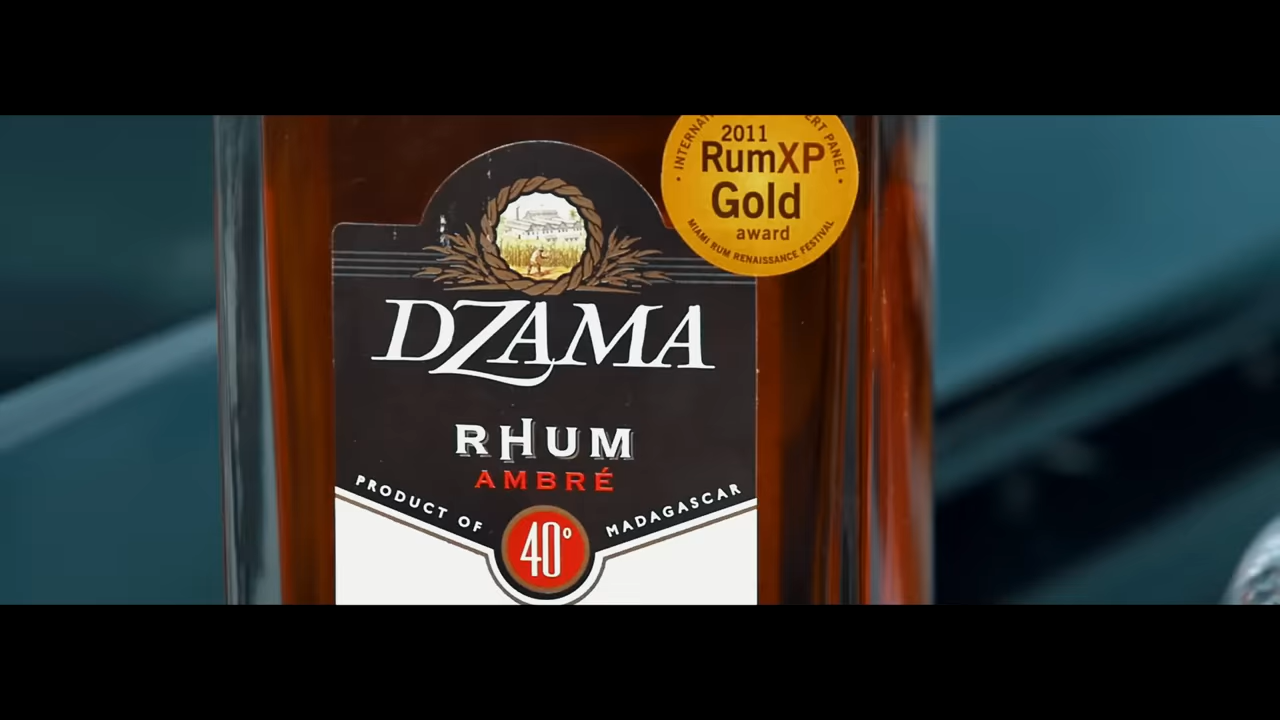 2011
RumXP
Gold
award
MIAMI RUM RENAISSANCE FESTIVAL
DZAMA
RHUM
AMBRÉ
PRODUCT OF MADAGASCAR
40°